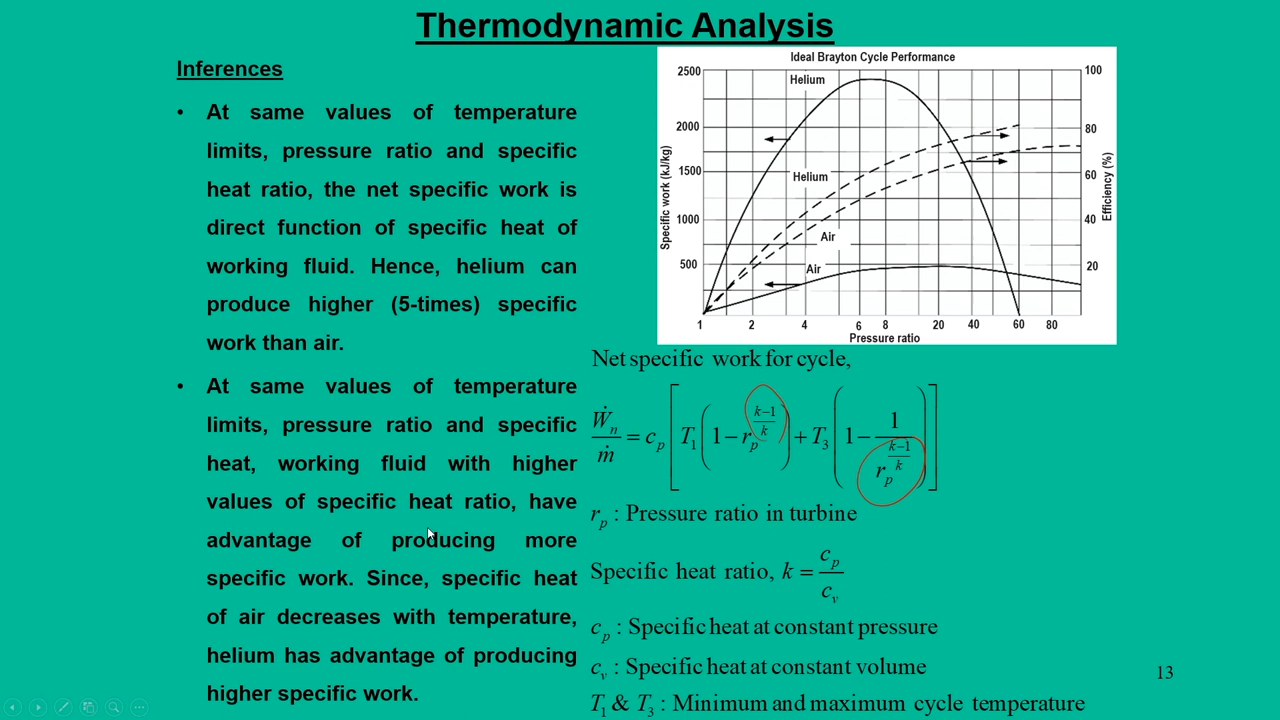 Thermodynamic Analysis
Inferences
• At same values of temperature
limits, pressure ratio and specific
heat ratio, the net specific work is
direct function of specific heat of
working fluid. Hence, helium can
produce higher (5-times) specific
work than air.
• At same values of temperature
limits, pressure ratio and specific
heat, working fluid with higher
values of specific heat ratio, have
advantage of producing more
specific work. Since, specific heat
of air decreases with temperature,
helium has advantage of producing
higher specific work.
Ideal Brayton Cycle Performance
Specific work (kJ/kg)
2500
2000
1500
1000
500
Helium
Helium
Air
Air
100
80
60
40
20
Efficiency (%)
1 2 4 6 8 20 40 60 80
Pressure ratio
Net specific work for cycle,
Ẇn/ṁ = cp [ T1 ( 1 − rp^((k−1)/k) ) + T3 ( 1 − 1/rp^((k−1)/k) ) ]
rp : Pressure ratio in turbine
Specific heat ratio, k = cp/cv
cp : Specific heat at constant pressure
cv : Specific heat at constant volume
T1 & T3 : Minimum and maximum cycle temperature
13